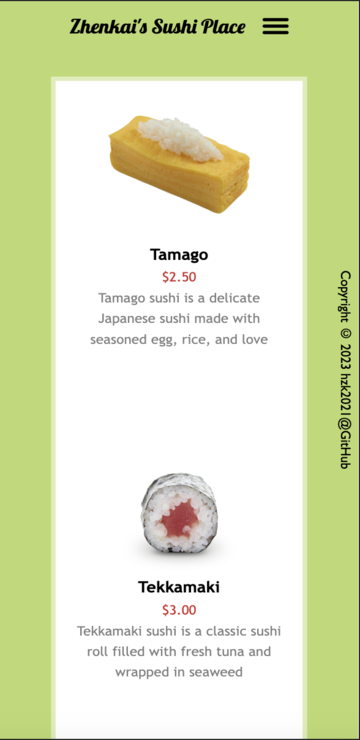 Zhenkai's Sushi Place
Tamago
$2.50
Tamago sushi is a delicate
Japanese sushi made with
seasoned egg, rice, and love
Copyright © 2023 hzk2021@GitHub
Tekkamaki
$3.00
Tekkamaki sushi is a classic sushi
roll filled with fresh tuna and
wrapped in seaweed